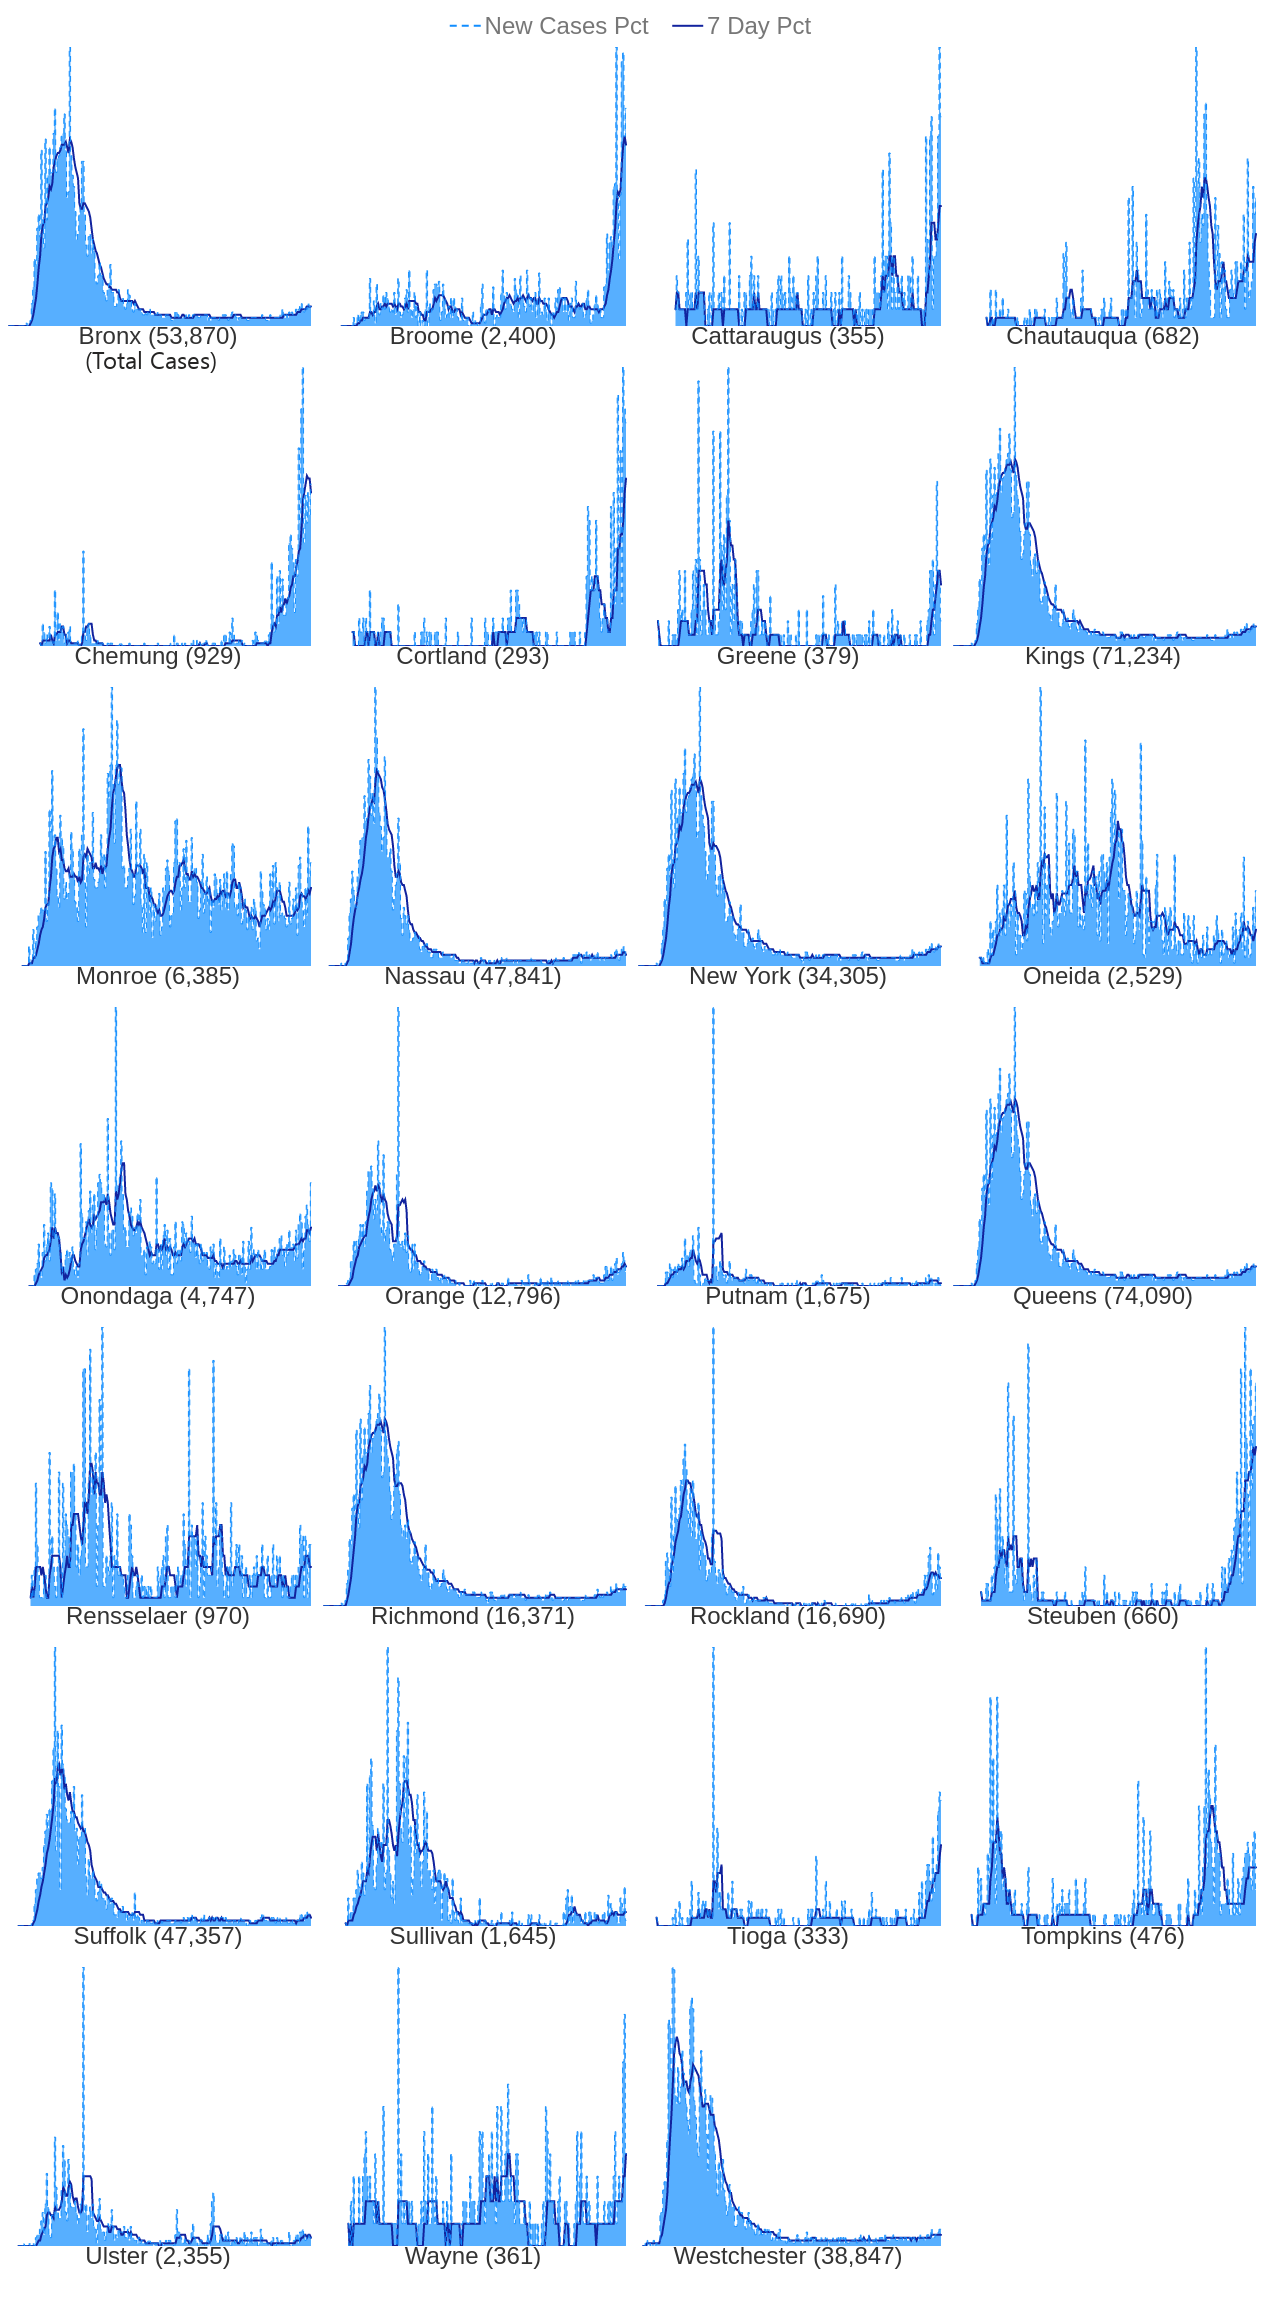 New Cases Pct 7 Day Pct
Bronx (53,870) Broome (2,400) Cattaraugus (355) Chautauqua (682)
(Total Cases)
Chemung (929) Cortland (293) Greene (379) Kings (71,234)
Monroe (6,385) Nassau (47,841) New York (34,305) Oneida (2,529)
Onondaga (4,747) Orange (12,796) Putnam (1,675) Queens (74,090)
Rensselaer (970) Richmond (16,371) Rockland (16,690) Steuben (660)
Suffolk (47,357) Sullivan (1,645) Tioga (333) Tompkins (476)
Ulster (2,355) Wayne (361) Westchester (38,847)